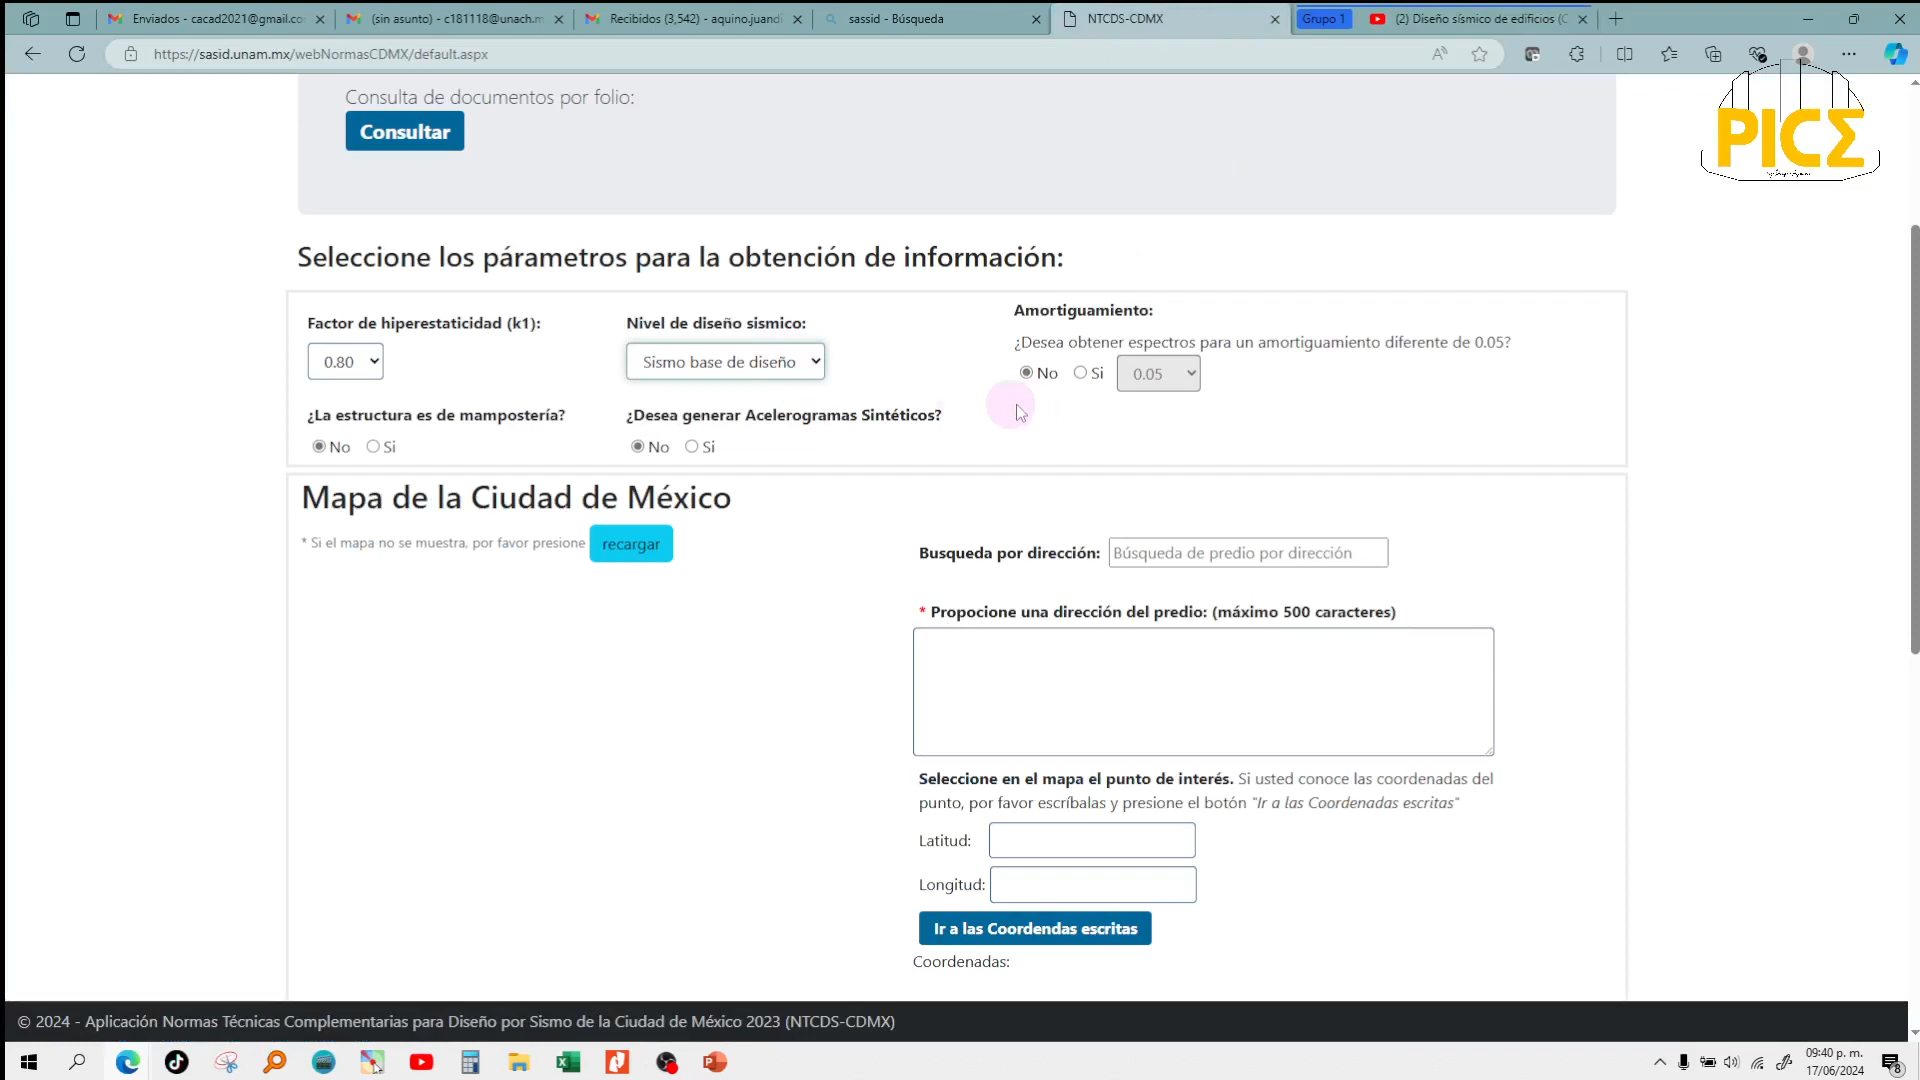 Enviados - cacad2021@gmail.co
(sin asunto) - c181118@unach.m
Recibidos (3,542) - aquino.juandi
sassid - Búsqueda
NTCDS-CDMX
Grupo 1
(2) Diseño sísmico de edificios (C
https://sasid.unam.mx/webNormasCDMX/default.aspx
PICΣ
Consulta de documentos por folio:
Consultar
Seleccione los párametros para la obtención de información:
Factor de hiperestaticidad (k1):
0.80
Nivel de diseño sismico:
Sismo base de diseño
Amortiguamiento:
¿Desea obtener espectros para un amortiguamiento diferente de 0.05?
No Si 0.05
¿La estructura es de mampostería?
No Si
¿Desea generar Acelerogramas Sintéticos?
No Si
Mapa de la Ciudad de México
* Si el mapa no se muestra, por favor presione recargar
Busqueda por dirección: Búsqueda de predio por dirección
* Propocione una dirección del predio: (máximo 500 caracteres)
Seleccione en el mapa el punto de interés. Si usted conoce las coordenadas del
punto, por favor escríbalas y presione el botón "Ir a las Coordenadas escritas"
Latitud:
Longitud:
Ir a las Coordendas escritas
Coordenadas:
© 2024 - Aplicación Normas Técnicas Complementarias para Diseño por Sismo de la Ciudad de México 2023 (NTCDS-CDMX)
09:40 p. m.
17/06/2024
8